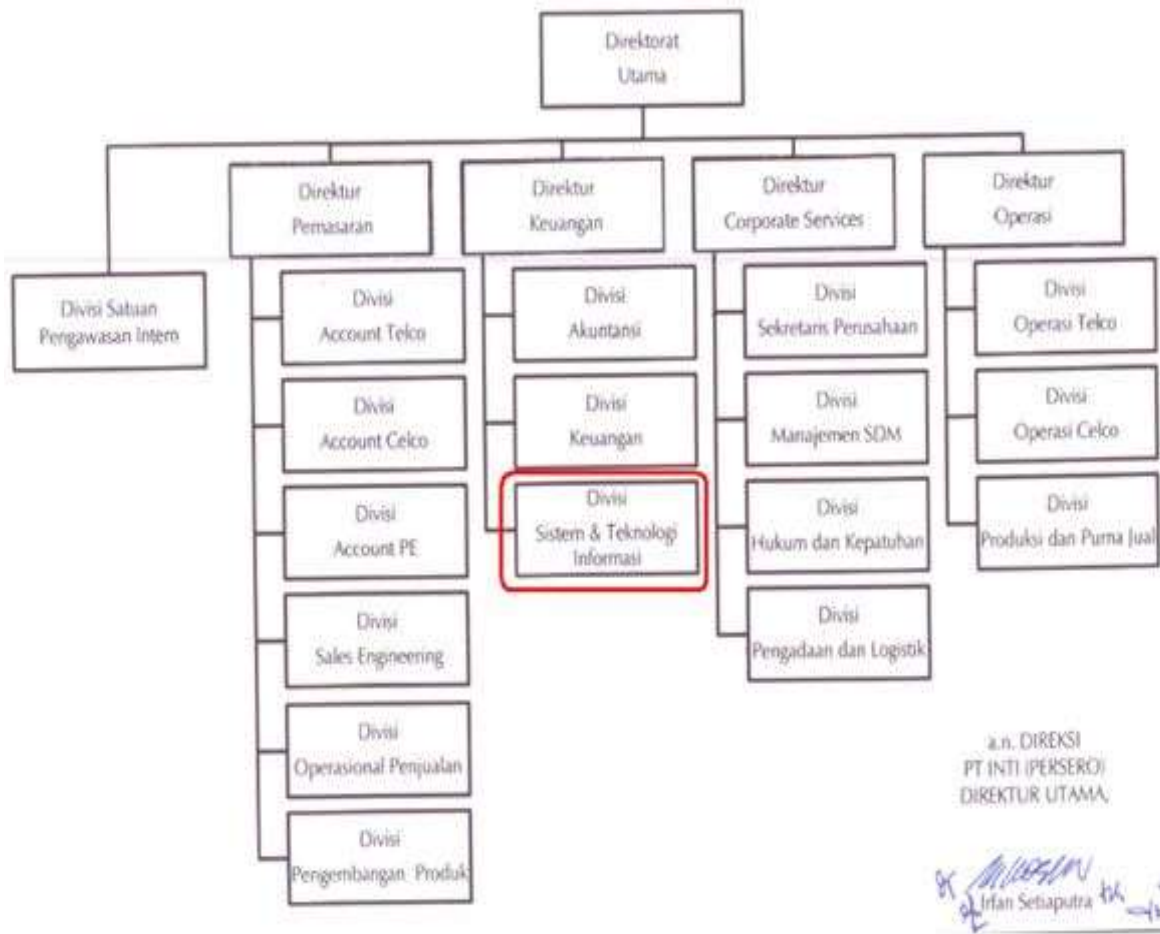 Direktorat
Utama
Direktur
Pemasaran
Direktur
Keuangan
Direktur
Corporate Services
Direktur
Operasi
Divisi Satuan
Pengawasan Intern
Divisi
Account Telco
Divisi
Account Celco
Divisi
Account PE
Divisi
Sales Engineering
Divisi
Operasional Penjualan
Divisi
Pengembangan Produk
Divisi
Akuntansi
Divisi
Keuangan
Divisi
Sistem & Teknologi
Informasi
Divisi
Sekretaris Perusahaan
Divisi
Manajemen SDM
Divisi
Hukum dan Kepatuhan
Divisi
Pengadaan dan Logistik
Divisi
Operasi Telco
Divisi
Operasi Celco
Divisi
Produksi dan Purna Jual
a.n. DIREKSI
PT INTI (PERSERO)
DIREKTUR UTAMA,
Irfan Setiaputra